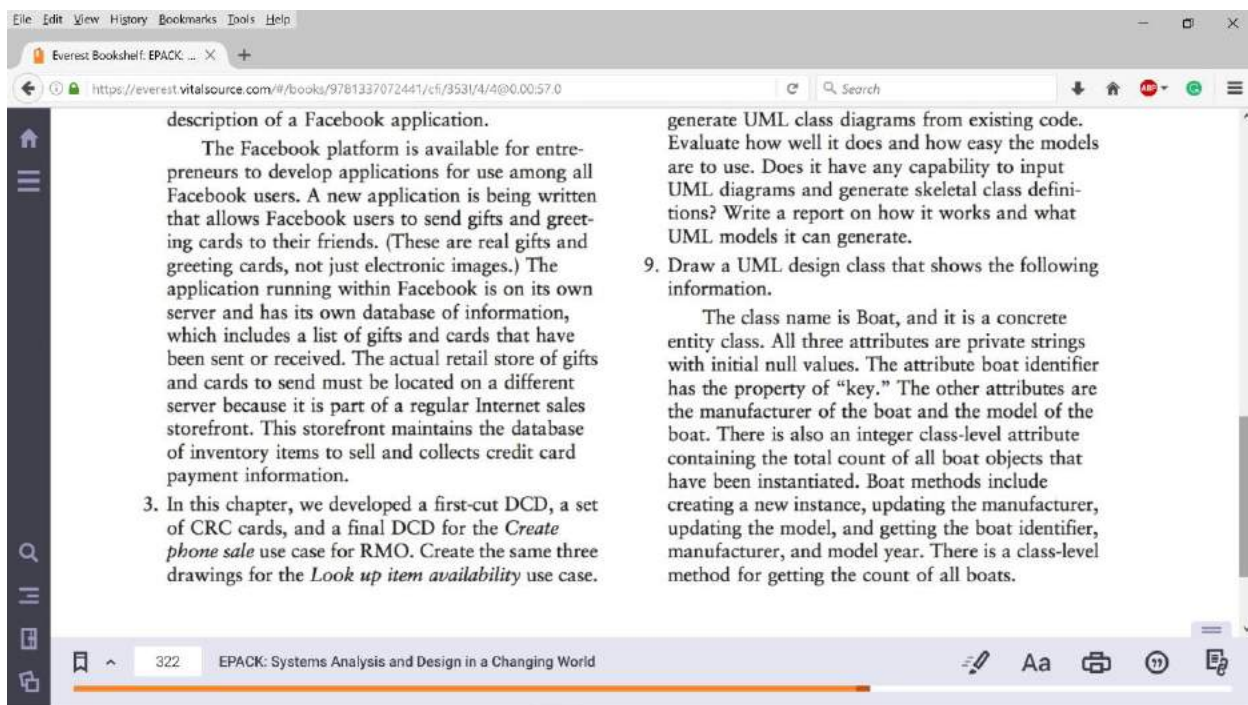 File Edit View History Bookmarks Tools Help
Everest Bookshelf: EPACK: ...
https://everest.vitalsource.com/#/books/9781337072441/cfi/353!/4/4@0.00:57.0
Search
ABP
description of a Facebook application.
The Facebook platform is available for entre-
preneurs to develop applications for use among all
Facebook users. A new application is being written
that allows Facebook users to send gifts and greet-
ing cards to their friends. (These are real gifts and
greeting cards, not just electronic images.) The
application running within Facebook is on its own
server and has its own database of information,
which includes a list of gifts and cards that have
been sent or received. The actual retail store of gifts
and cards to send must be located on a different
server because it is part of a regular Internet sales
storefront. This storefront maintains the database
of inventory items to sell and collects credit card
payment information.
3. In this chapter, we developed a first-cut DCD, a set
of CRC cards, and a final DCD for the Create
phone sale use case for RMO. Create the same three
drawings for the Look up item availability use case.
generate UML class diagrams from existing code.
Evaluate how well it does and how easy the models
are to use. Does it have any capability to input
UML diagrams and generate skeletal class defini-
tions? Write a report on how it works and what
UML models it can generate.
9. Draw a UML design class that shows the following
information.
The class name is Boat, and it is a concrete
entity class. All three attributes are private strings
with initial null values. The attribute boat identifier
has the property of “key.” The other attributes are
the manufacturer of the boat and the model of the
boat. There is also an integer class-level attribute
containing the total count of all boat objects that
have been instantiated. Boat methods include
creating a new instance, updating the manufacturer,
updating the model, and getting the boat identifier,
manufacturer, and model year. There is a class-level
method for getting the count of all boats.
322
EPACK: Systems Analysis and Design in a Changing World
Aa